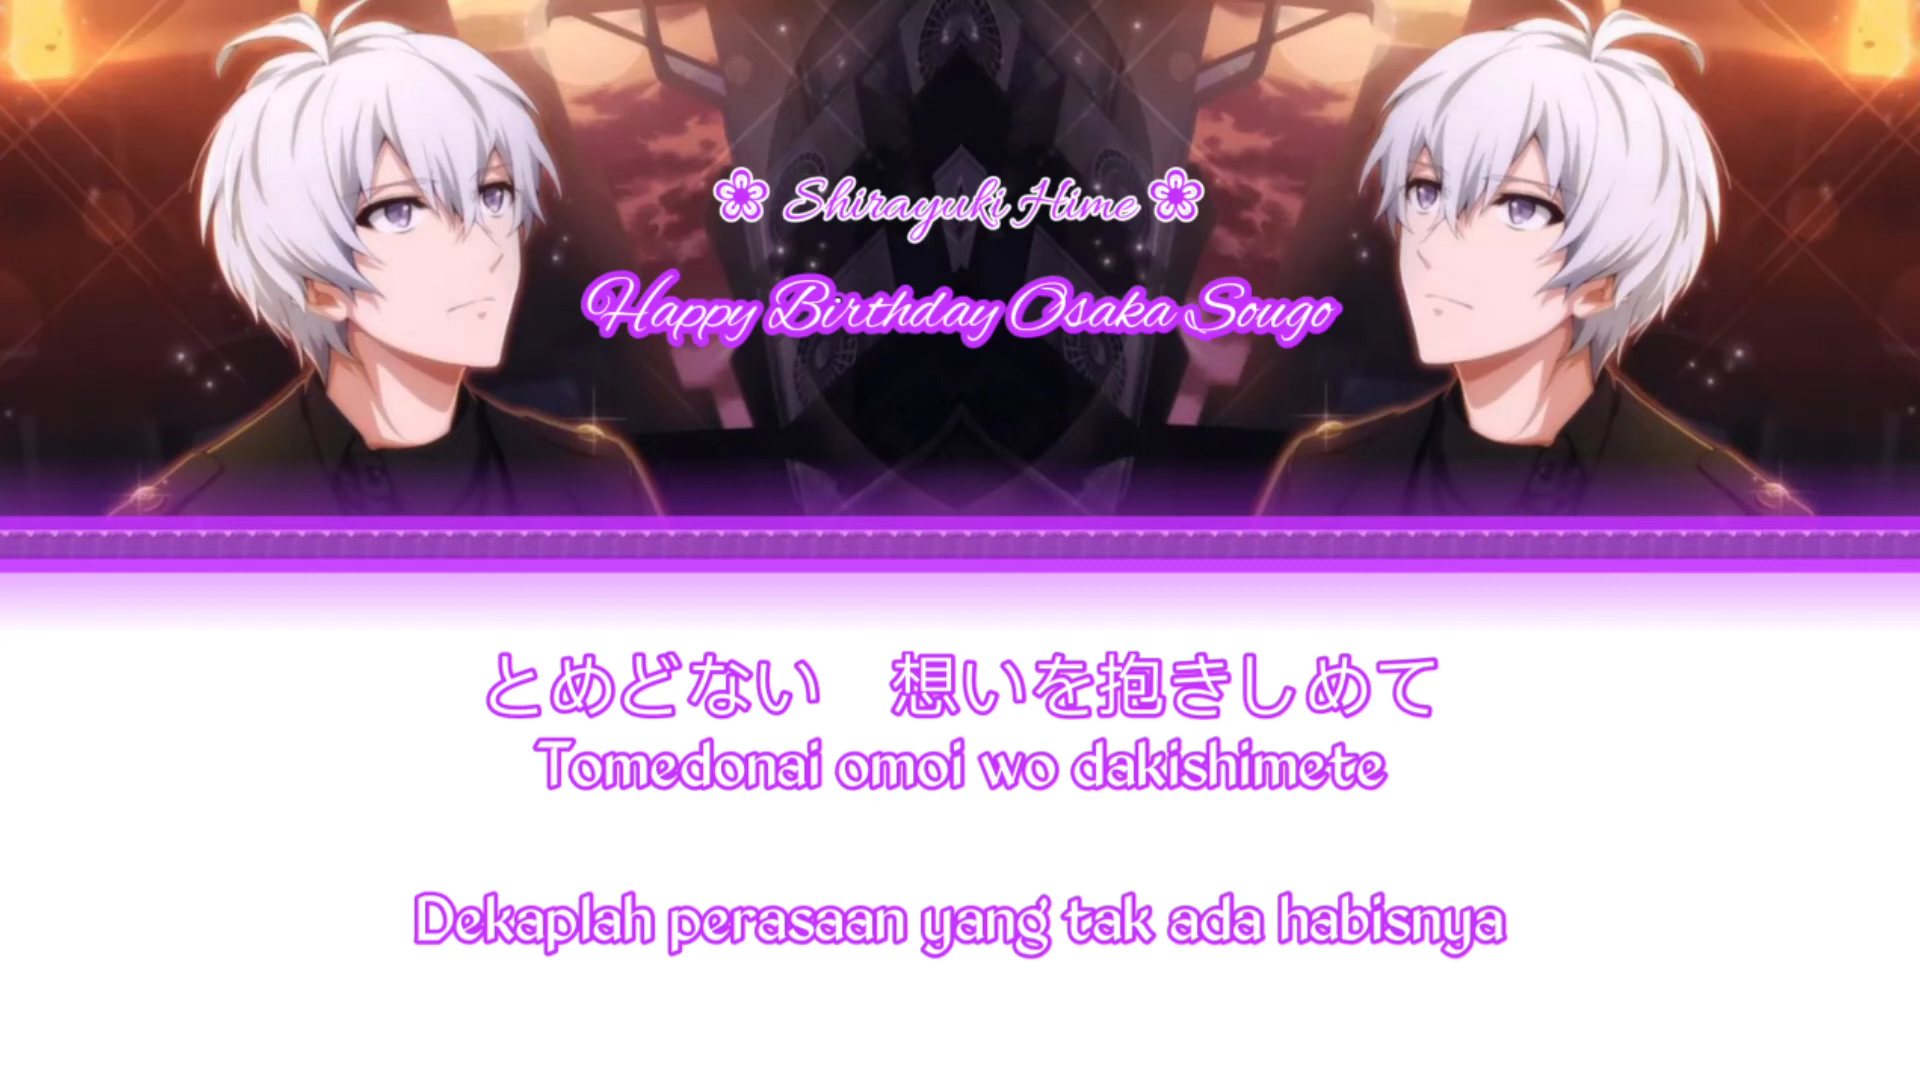 Shirayuki Hime
Happy Birthday Osaka Sougo
とめどない　想いを抱きしめて
Tomedonai omoi wo dakishimete
Dekaplah perasaan yang tak ada habisnya